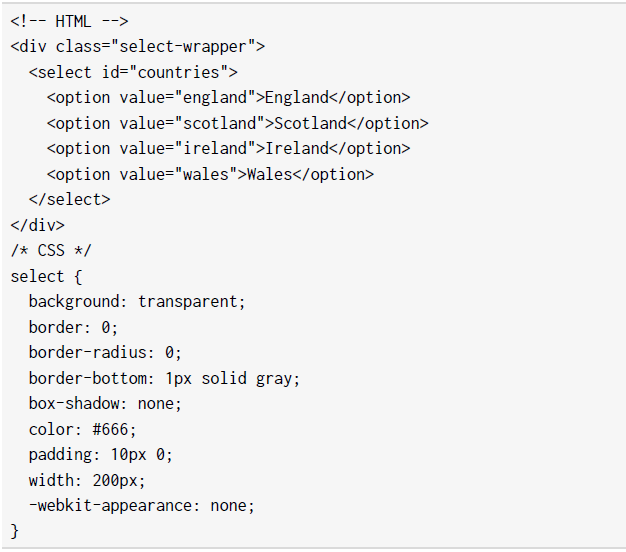 <!-- HTML -->
<div class="select-wrapper">
  <select id="countries">
    <option value="england">England</option>
    <option value="scotland">Scotland</option>
    <option value="ireland">Ireland</option>
    <option value="wales">Wales</option>
  </select>
</div>
/* CSS */
select {
  background: transparent;
  border: 0;
  border-radius: 0;
  border-bottom: 1px solid gray;
  box-shadow: none;
  color: #666;
  padding: 10px 0;
  width: 200px;
  -webkit-appearance: none;
}